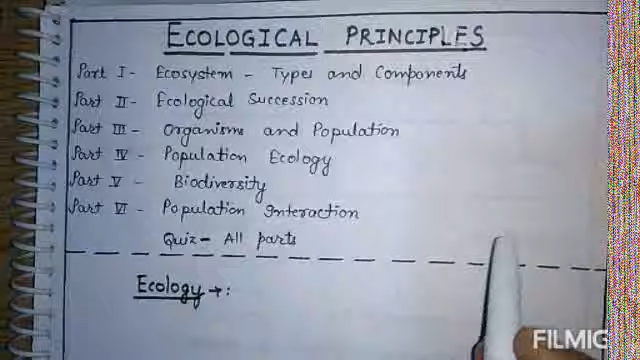 ECOLOGICAL PRINCIPLES
Part I - Ecosystem - Types and Components
Part II - Ecological Succession
Part III - Organisms and Population
Part IV - Population Ecology
Part V - Biodiversity
Part VI - Population Interaction
Quiz - All parts
Ecology →:
FILMIG